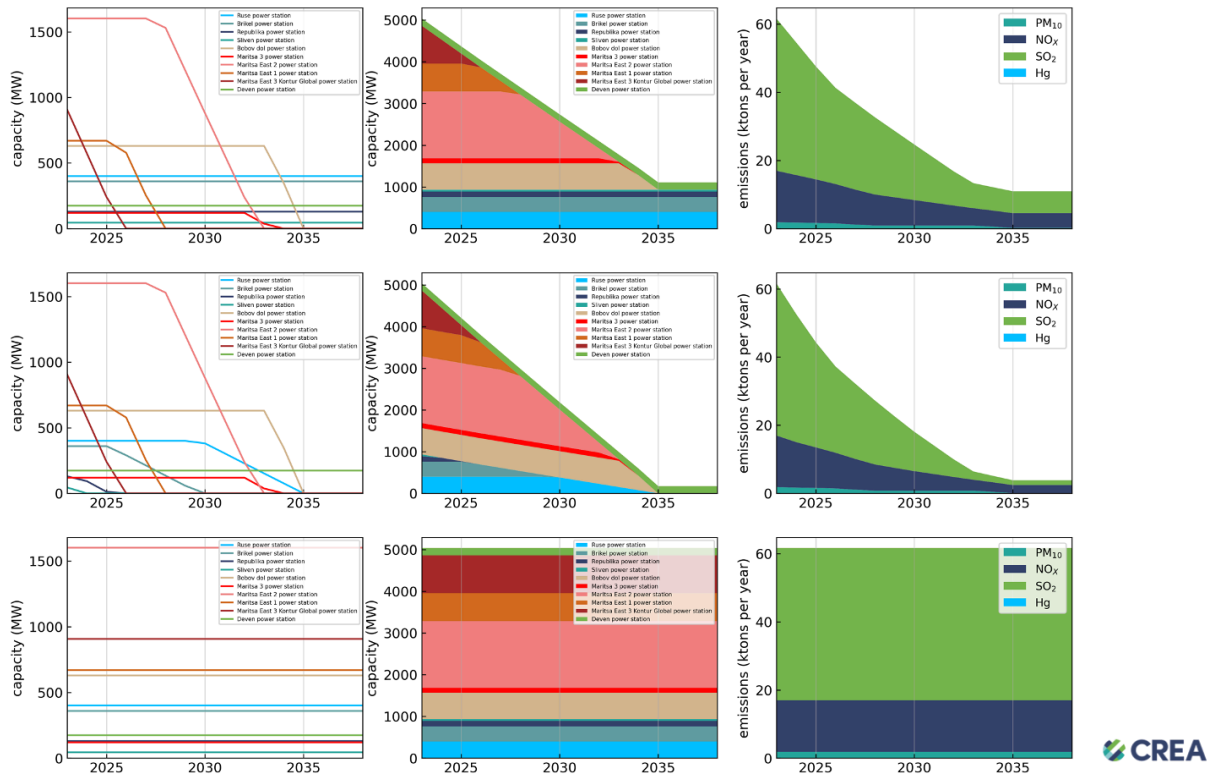 capacity (MW)
1500
1000
500
0
2025
2030
2035
Ruse power station
Brikel power station
Republika power station
Sliven power station
Bobov dol power station
Maritsa 3 power station
Maritsa East 2 power station
Maritsa East 1 power station
Maritsa East 3 Kontur Global power station
Deven power station
capacity (MW)
5000
4000
3000
2000
1000
0
2025
2030
2035
Ruse power station
Brikel power station
Republika power station
Sliven power station
Bobov dol power station
Maritsa 3 power station
Maritsa East 2 power station
Maritsa East 1 power station
Maritsa East 3 Kontur Global power station
Deven power station
emissions (ktons per year)
60
40
20
0
2025
2030
2035
PM10
NOX
SO2
Hg
capacity (MW)
1500
1000
500
0
2025
2030
2035
Ruse power station
Brikel power station
Republika power station
Sliven power station
Bobov dol power station
Maritsa 3 power station
Maritsa East 2 power station
Maritsa East 1 power station
Maritsa East 3 Kontur Global power station
Deven power station
capacity (MW)
5000
4000
3000
2000
1000
0
2025
2030
2035
Ruse power station
Brikel power station
Republika power station
Sliven power station
Bobov dol power station
Maritsa 3 power station
Maritsa East 2 power station
Maritsa East 1 power station
Maritsa East 3 Kontur Global power station
Deven power station
emissions (ktons per year)
60
40
20
0
2025
2030
2035
PM10
NOX
SO2
Hg
capacity (MW)
1500
1000
500
0
2025
2030
2035
Ruse power station
Brikel power station
Republika power station
Sliven power station
Bobov dol power station
Maritsa 3 power station
Maritsa East 2 power station
Maritsa East 1 power station
Maritsa East 3 Kontur Global power station
Deven power station
capacity (MW)
5000
4000
3000
2000
1000
0
2025
2030
2035
Ruse power station
Brikel power station
Republika power station
Sliven power station
Bobov dol power station
Maritsa 3 power station
Maritsa East 2 power station
Maritsa East 1 power station
Maritsa East 3 Kontur Global power station
Deven power station
emissions (ktons per year)
60
40
20
0
2025
2030
2035
PM10
NOX
SO2
Hg
CREA